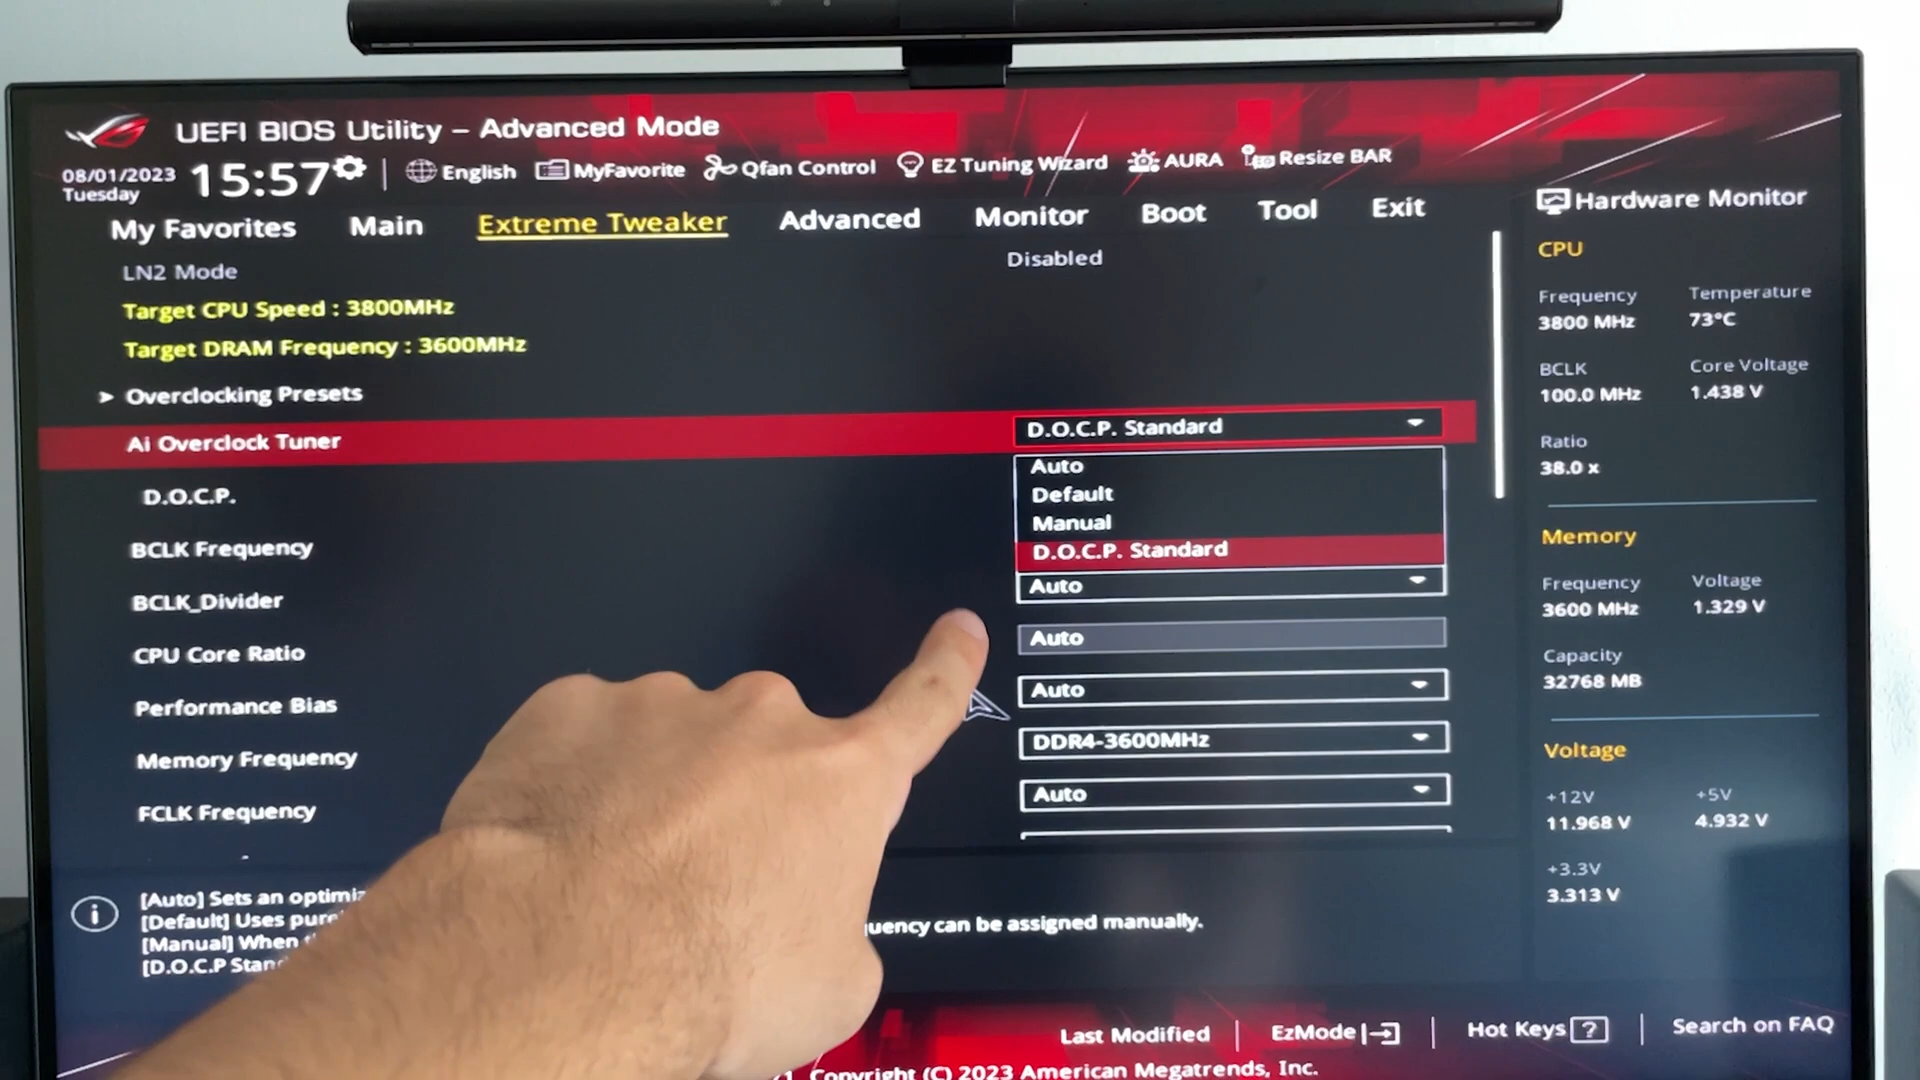 UEFI BIOS Utility – Advanced Mode
08/01/2023
Tuesday
15:57
English
MyFavorite
Qfan Control
EZ Tuning Wizard
AURA
Resize BAR
My Favorites
Main
Extreme Tweaker
Advanced
Monitor
Boot
Tool
Exit
LN2 Mode
Disabled
Target CPU Speed : 3800MHz
Target DRAM Frequency : 3600MHz
Overclocking Presets
Ai Overclock Tuner
D.O.C.P. Standard
Auto
Default
Manual
D.O.C.P. Standard
D.O.C.P.
BCLK Frequency
BCLK_Divider
Auto
CPU Core Ratio
Auto
Performance Bias
Auto
Memory Frequency
DDR4-3600MHz
FCLK Frequency
Auto
[Auto] Sets an
[Default] Uses
[Manual] When
can be assigned manually.
[D.O.C.P
Hardware Monitor
CPU
Frequency
Temperature
3800 MHz
73°C
BCLK
Core Voltage
100.0 MHz
1.438 V
Ratio
38.0 x
Memory
Frequency
Voltage
3600 MHz
1.329 V
Capacity
32768 MB
Voltage
+12V
+5V
11.968 V
4.932 V
+3.3V
3.313 V
Last Modified
EzMode
Hot Keys ?
Search on FAQ
Copyright (C) 2023 American Megatrends, Inc.